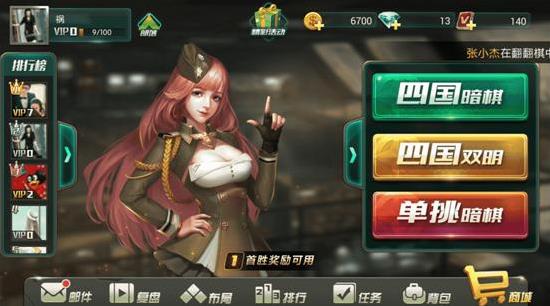 祸
VIP 0
9/100
精彩活动
6700
13
140
张小杰在翻翻棋中
排行榜
VIP 7
VIP 0
VIP 2
VIP 0
四国暗棋
四国双明
单挑暗棋
1 首胜奖励可用
邮件
复盘
布局
排行
任务
背包
商城